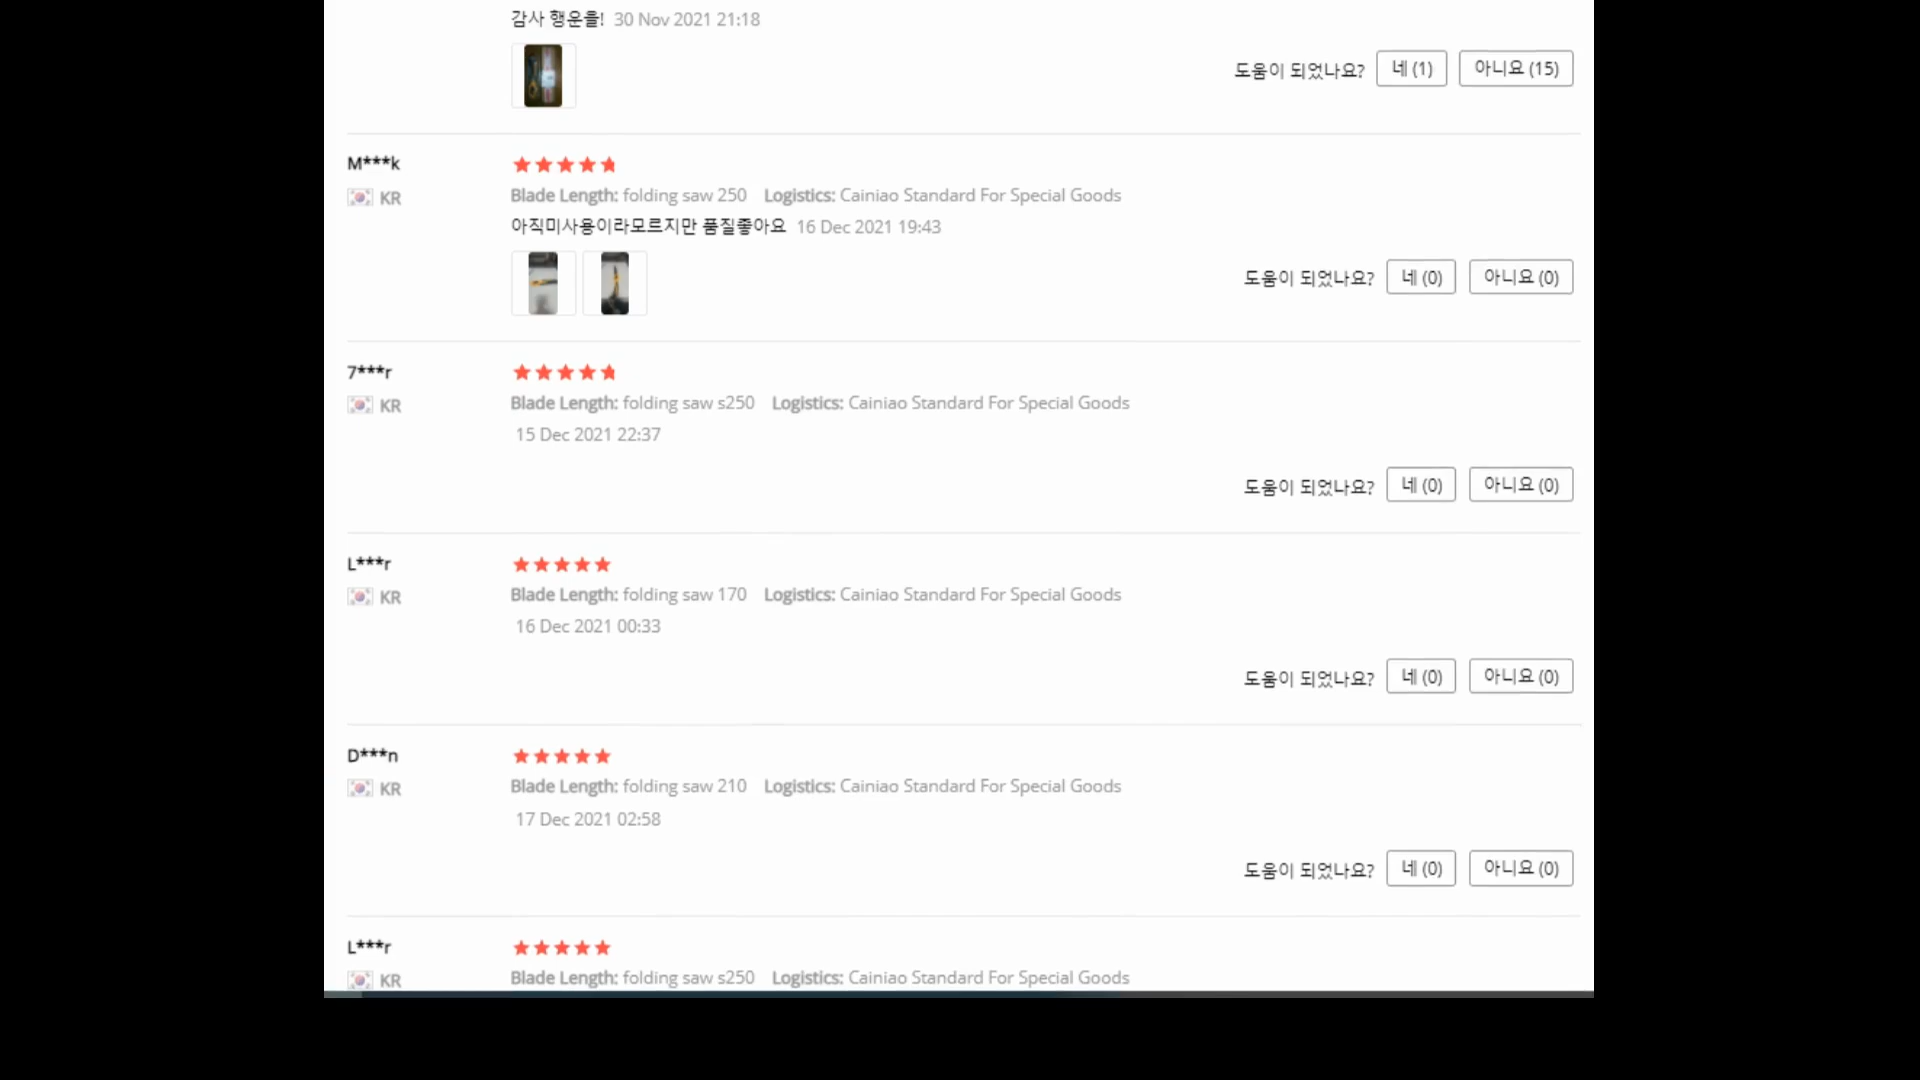 감사 행운을! 30 Nov 2021 21:18
도움이 되었나요? 네 (1) 아니요 (15)
M***k
KR
Blade Length: folding saw 250 Logistics: Cainiao Standard For Special Goods
아직미사용이라모르지만 품질좋아요 16 Dec 2021 19:43
도움이 되었나요? 네 (0) 아니요 (0)
7***r
KR
Blade Length: folding saw s250 Logistics: Cainiao Standard For Special Goods
15 Dec 2021 22:37
도움이 되었나요? 네 (0) 아니요 (0)
L***r
KR
Blade Length: folding saw 170 Logistics: Cainiao Standard For Special Goods
16 Dec 2021 00:33
도움이 되었나요? 네 (0) 아니요 (0)
D***n
KR
Blade Length: folding saw 210 Logistics: Cainiao Standard For Special Goods
17 Dec 2021 02:58
도움이 되었나요? 네 (0) 아니요 (0)
L***r
KR
Blade Length: folding saw s250 Logistics: Cainiao Standard For Special Goods